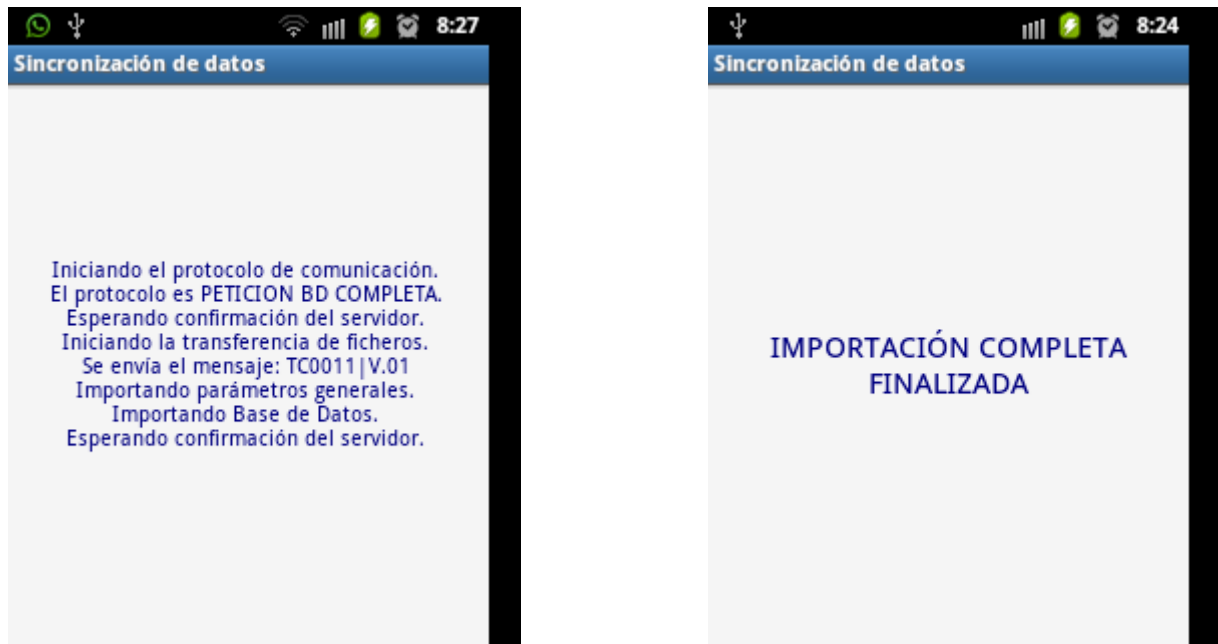 8:27
Sincronización de datos
Iniciando el protocolo de comunicación.
El protocolo es PETICION BD COMPLETA.
Esperando confirmación del servidor.
Iniciando la transferencia de ficheros.
Se envía el mensaje: TC0011|V.01
Importando parámetros generales.
Importando Base de Datos.
Esperando confirmación del servidor.
8:24
Sincronización de datos
IMPORTACIÓN COMPLETA
FINALIZADA